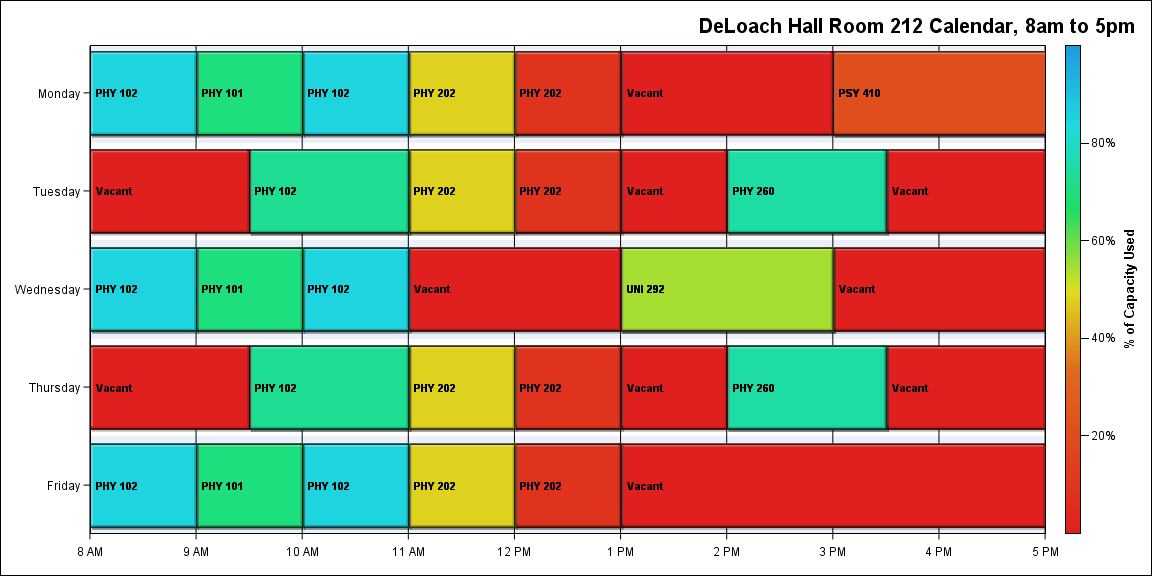 DeLoach Hall Room 212 Calendar, 8am to 5pm
Monday PHY 102 PHY 101 PHY 102 PHY 202 PHY 202 Vacant PSY 410
Tuesday Vacant PHY 102 PHY 202 PHY 202 Vacant PHY 260 Vacant
Wednesday PHY 102 PHY 101 PHY 102 Vacant UNI 292 Vacant
Thursday Vacant PHY 102 PHY 202 PHY 202 Vacant PHY 260 Vacant
Friday PHY 102 PHY 101 PHY 102 PHY 202 PHY 202 Vacant
8 AM 9 AM 10 AM 11 AM 12 PM 1 PM 2 PM 3 PM 4 PM 5 PM
80%
60%
40%
20%
% of Capacity Used